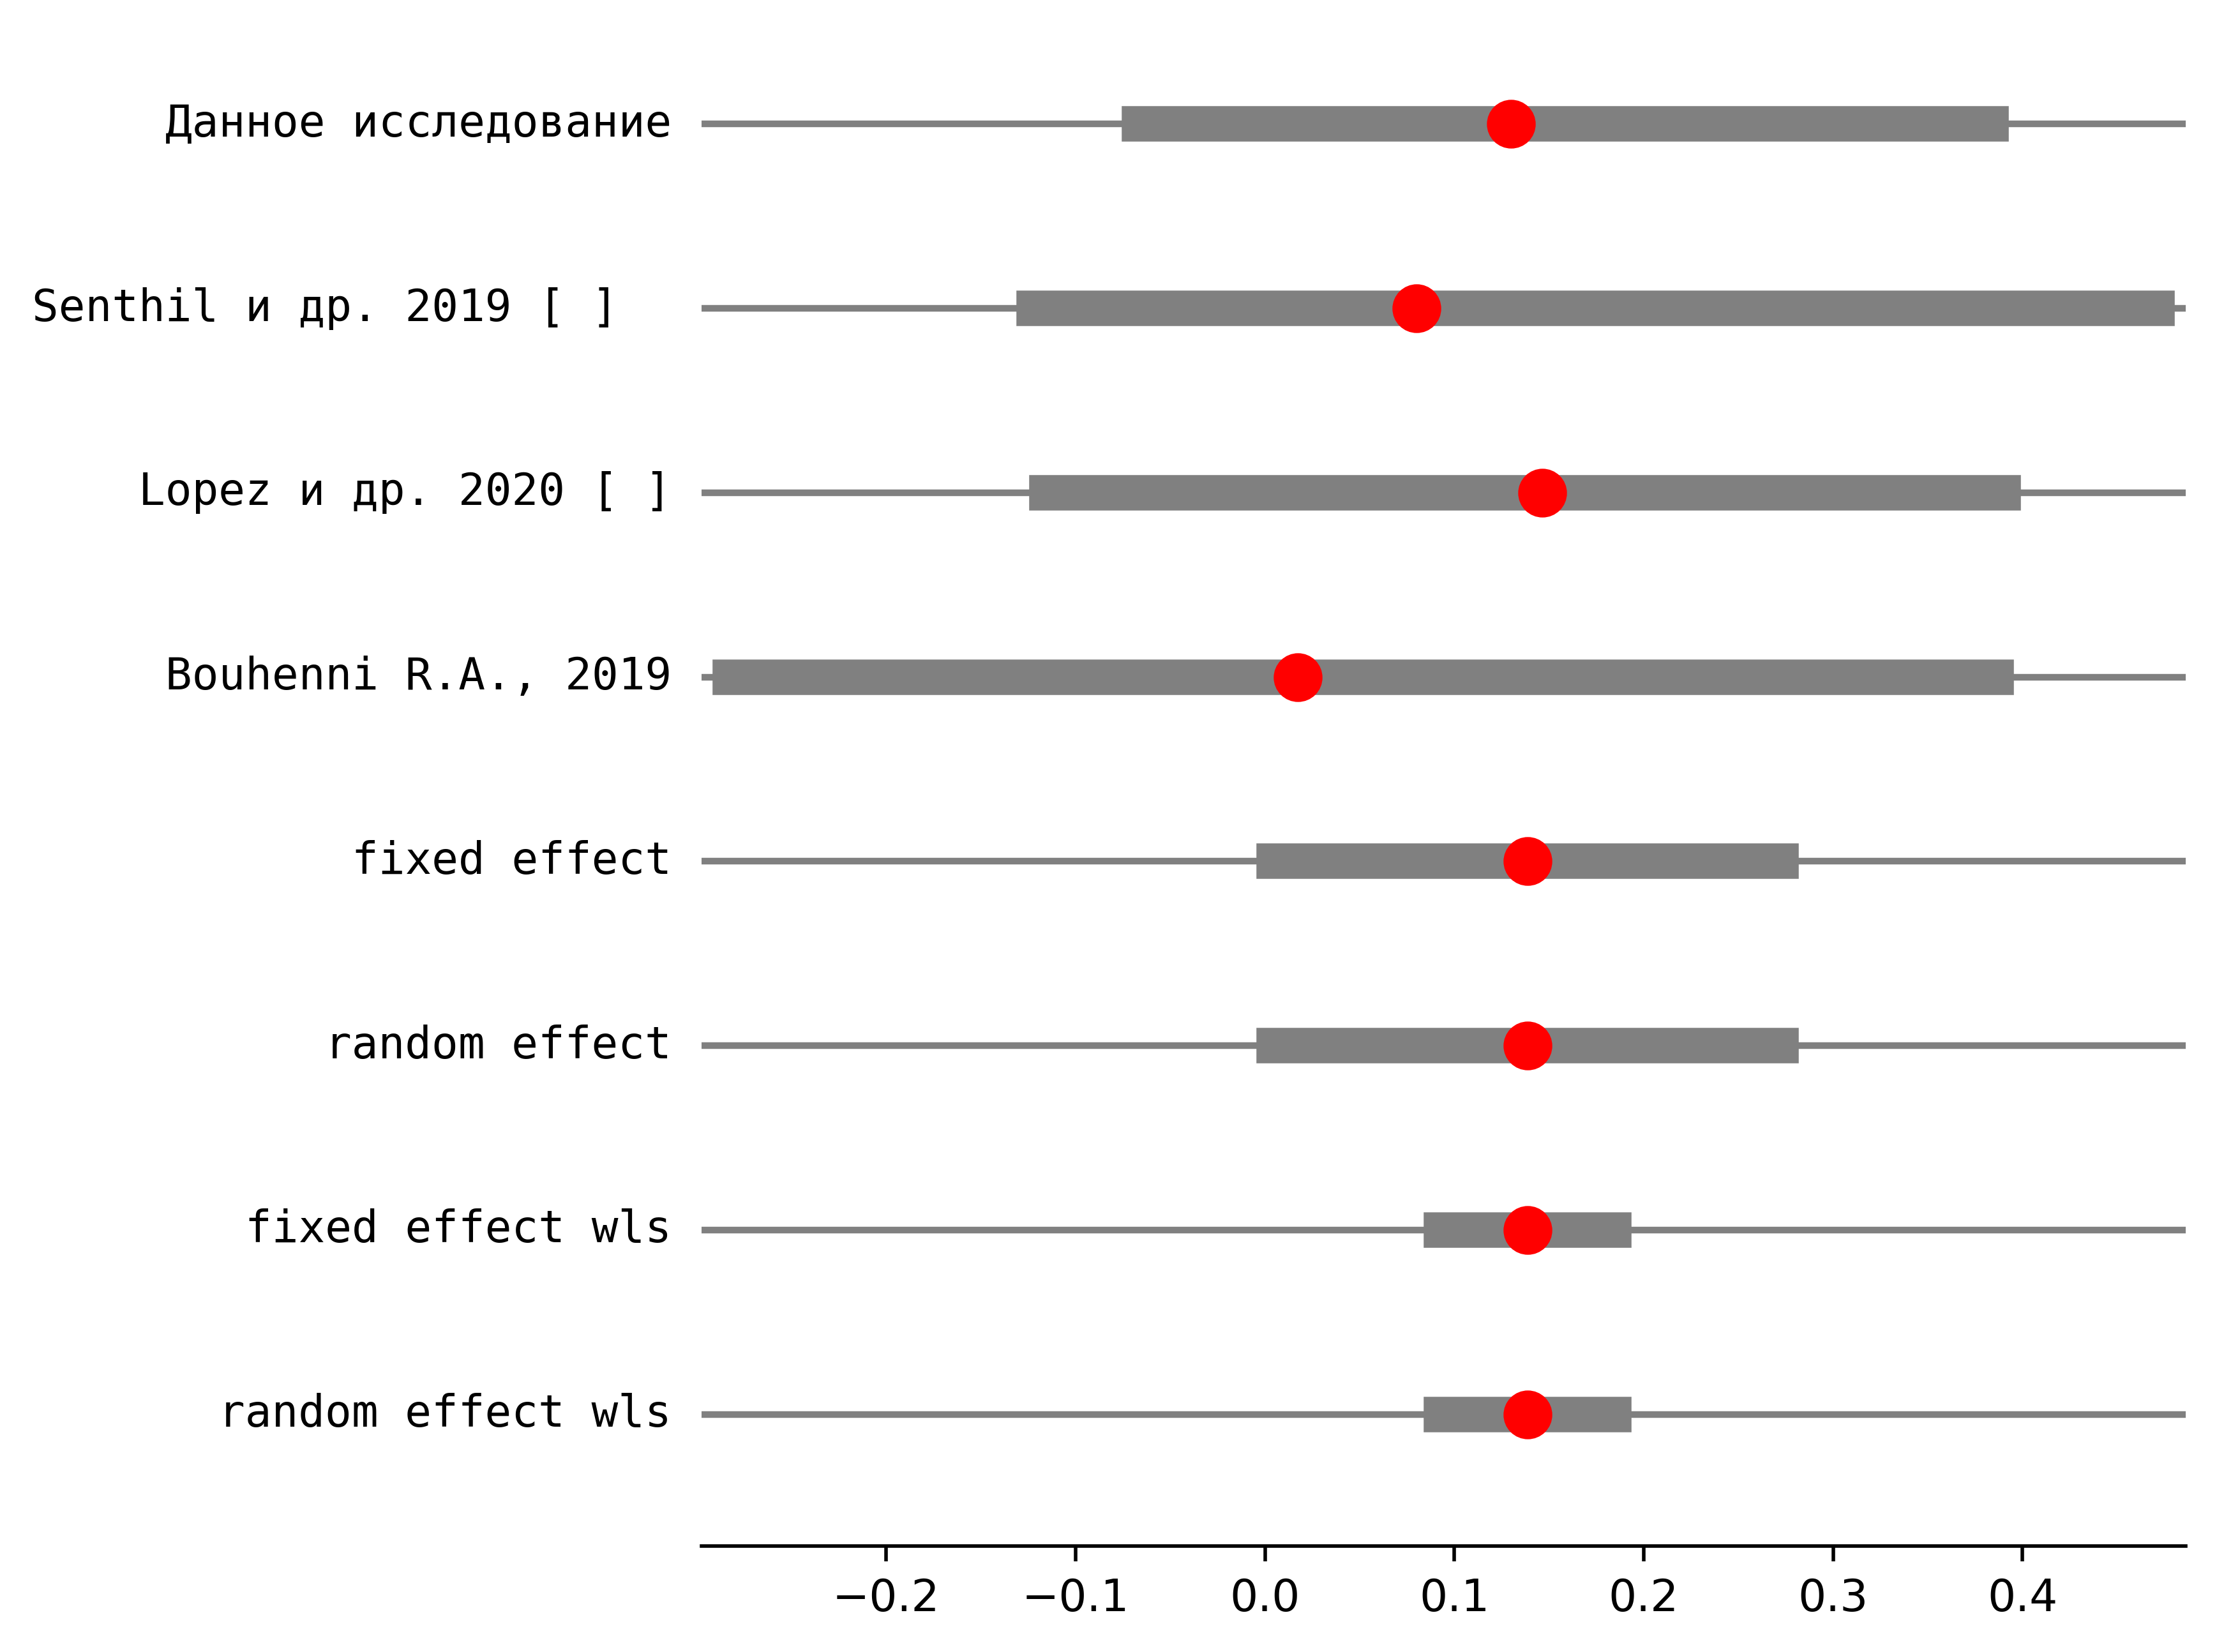 Данное исследование
Senthil и др. 2019 [ ]
Lopez и др. 2020 [ ]
Bouhenni R.A., 2019
fixed effect
random effect
fixed effect wls
random effect wls
−0.2 −0.1 0.0 0.1 0.2 0.3 0.4